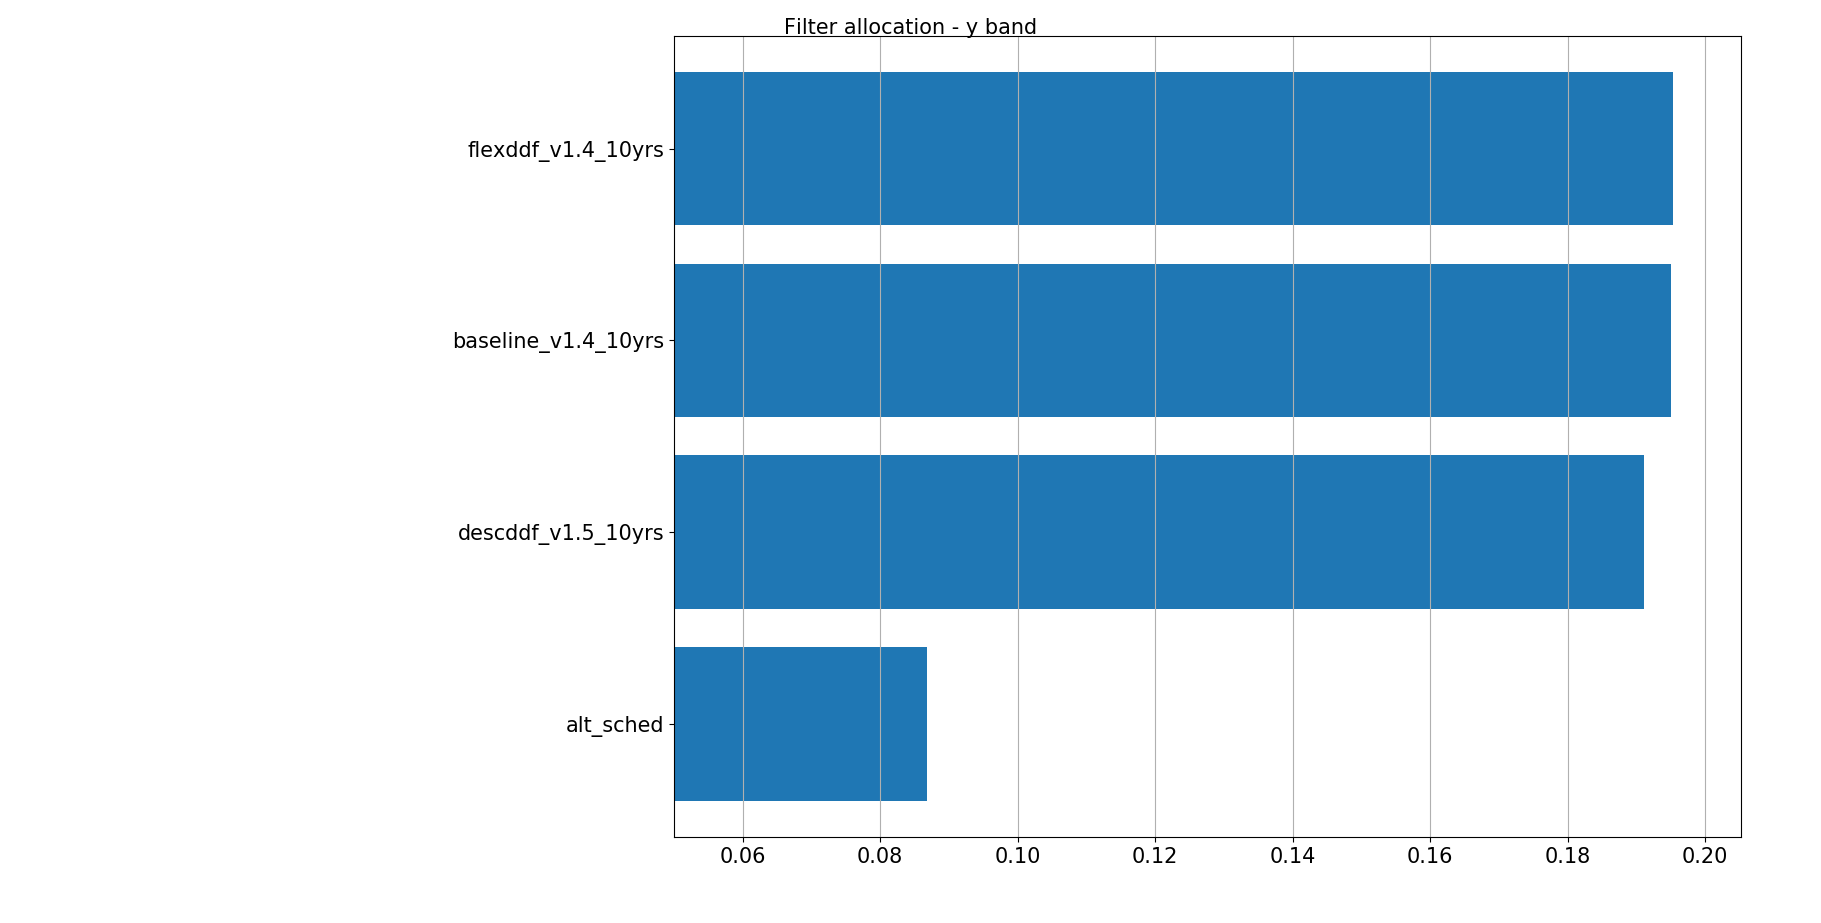 Filter allocation - y band
flexddf_v1.4_10yrs
baseline_v1.4_10yrs
descddf_v1.5_10yrs
alt_sched
0.06 0.08 0.10 0.12 0.14 0.16 0.18 0.20